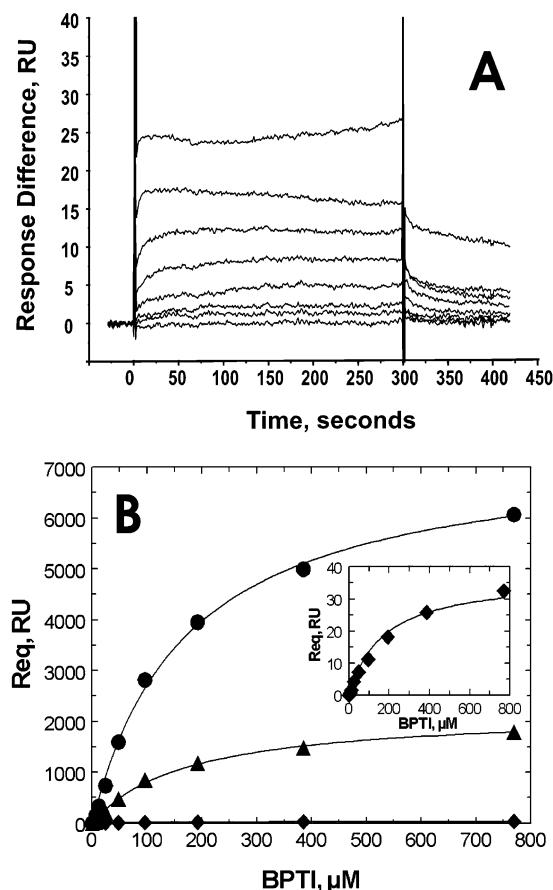 A
Response Difference, RU
40
35
30
25
20
15
10
5
0
0 50 100 150 200 250 300 350 400 450
Time, seconds
B
Req, RU
7000
6000
5000
4000
3000
2000
1000
0
0 100 200 300 400 500 600 700 800
BPTI, µM
Req, RU
40
30
20
10
0
0 200 400 600 800
BPTI, µM